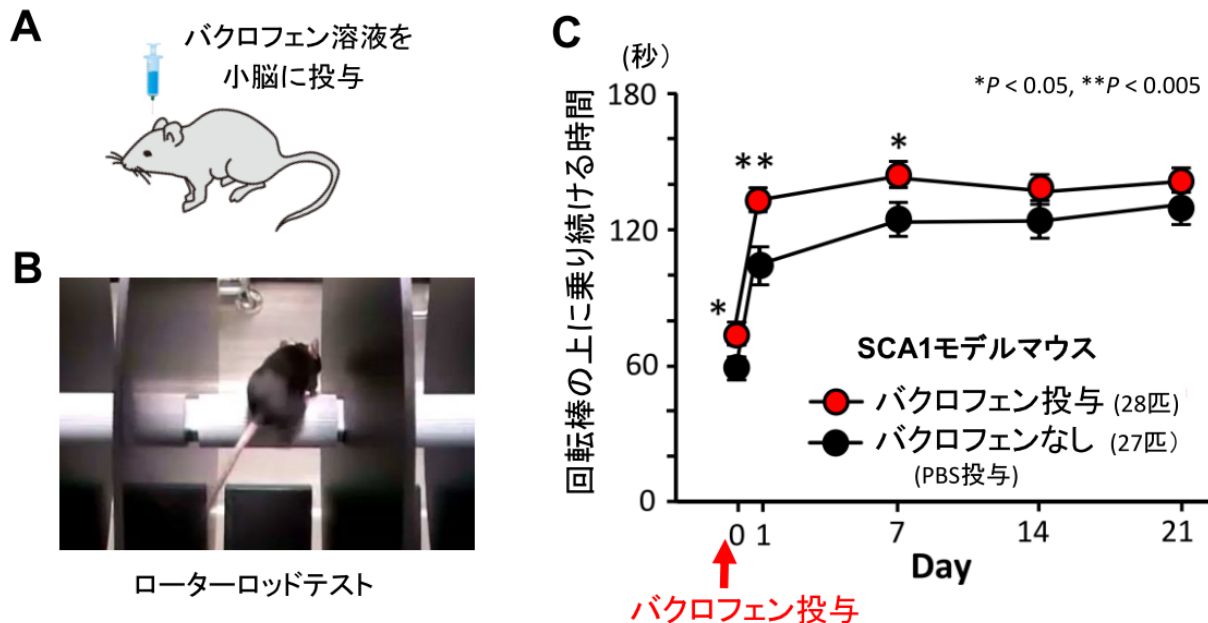 A
バクロフェン溶液を
小脳に投与
B
ローターロッドテスト
C
(秒)
*P < 0.05, **P < 0.005
回転棒の上に乗り続ける時間
180
120
60
0
*
**
*
SCA1モデルマウス
バクロフェン投与 (28匹)
バクロフェンなし (27匹)
(PBS投与)
0 1 7 14 21
Day
バクロフェン投与